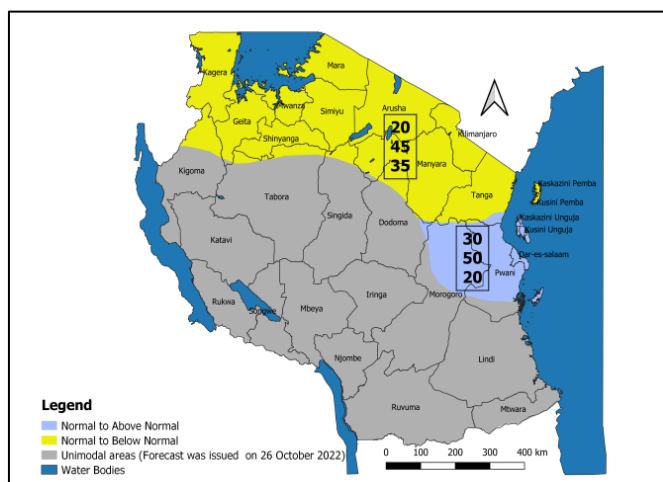 Kagera
Mara
Mwanza
Simiyu
Arusha
Geita
Kilimanjaro
Shinyanga
20
45
35
Manyara
Kigoma
Tanga
Kaskazini Pemba
Tabora
Singida
Kusini Pemba
Dodoma
Kaskazini Unguja
Kusini Unguja
30
50
20
Katavi
Dar-es-salaam
Pwani
Rukwa
Songwe
Mbeya
Iringa
Morogoro
Njombe
Lindi
Ruvuma
Mtwara
Legend
Normal to Above Normal
Normal to Below Normal
Unimodal areas (Forecast was issued on 26 October 2022)
Water Bodies
0 100 200 300 400 km